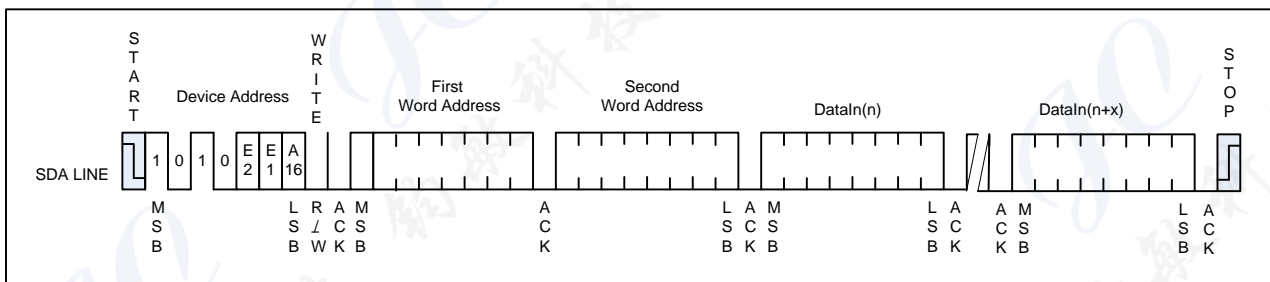 START
WRITE
STOP
Device Address
First
Word Address
Second
Word Address
DataIn(n)
DataIn(n+x)
SDA LINE
1 0 1 0 E2 E1 A16
MSB
LSB
R/W
ACK
MSB
ACK
LSB
ACK
MSB
LSB
ACK
ACK
MSB
LSB
ACK